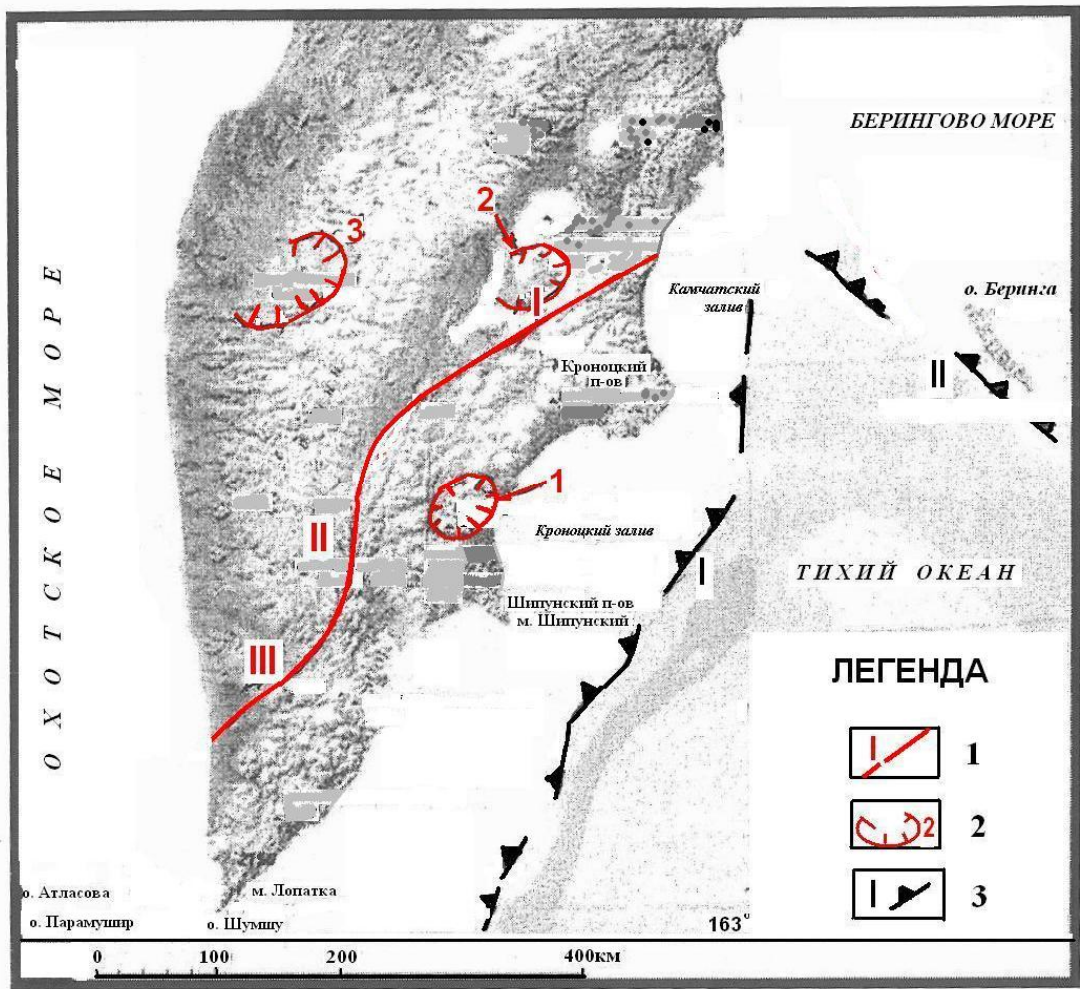 БЕРИНГОВО МОРЕ
2
3
I
Камчатский
залив
о. Беринга
II
Кроноцкий
п-ов
1
II
Кроноцкий залив
I
ТИХИЙ ОКЕАН
Шипунский п-ов
м. Шипунский
III
ОХОТСКОЕ МОРЕ
ЛЕГЕНДА
I 1
2 2
I 3
м. Лопатка
о. Атласова
о. Парамушир
о. Шумшу
163°
0 100 200 400км